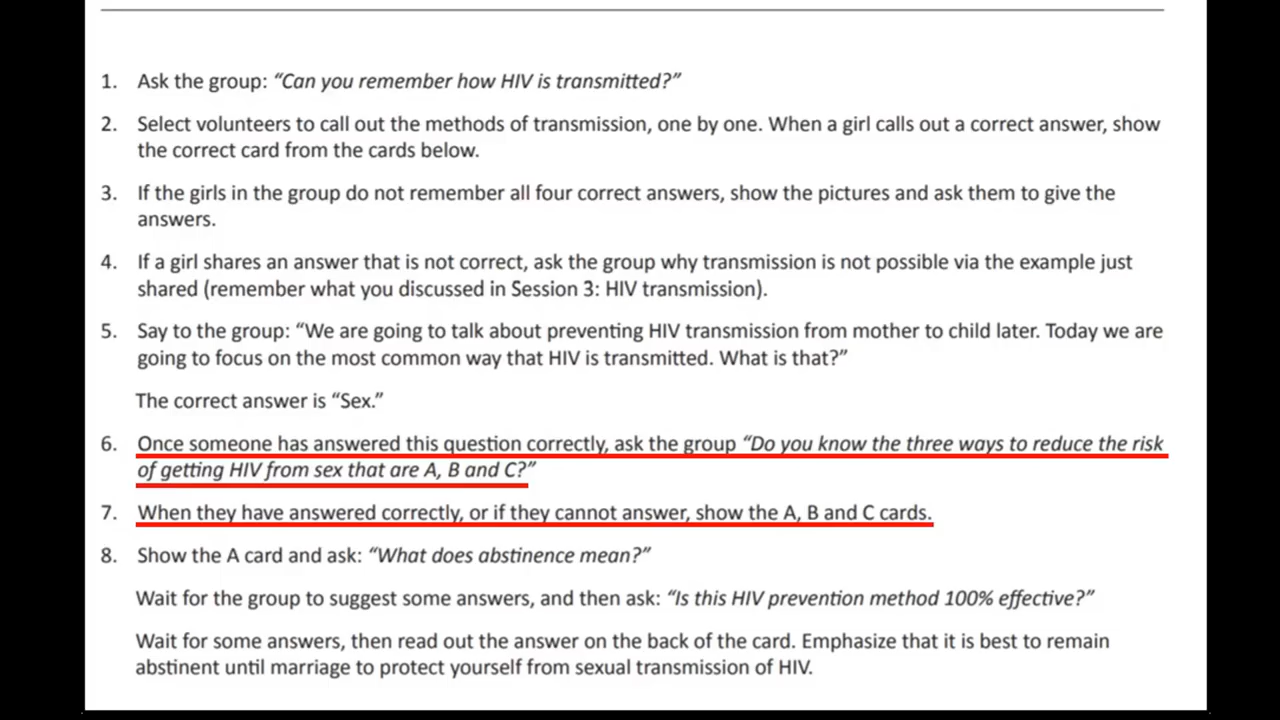 1. Ask the group: “Can you remember how HIV is transmitted?”
2. Select volunteers to call out the methods of transmission, one by one. When a girl calls out a correct answer, show
the correct card from the cards below.
3. If the girls in the group do not remember all four correct answers, show the pictures and ask them to give the
answers.
4. If a girl shares an answer that is not correct, ask the group why transmission is not possible via the example just
shared (remember what you discussed in Session 3: HIV transmission).
5. Say to the group: “We are going to talk about preventing HIV transmission from mother to child later. Today we are
going to focus on the most common way that HIV is transmitted. What is that?”
The correct answer is “Sex.”
6. Once someone has answered this question correctly, ask the group “Do you know the three ways to reduce the risk
of getting HIV from sex that are A, B and C?”
7. When they have answered correctly, or if they cannot answer, show the A, B and C cards.
8. Show the A card and ask: “What does abstinence mean?”
Wait for the group to suggest some answers, and then ask: “Is this HIV prevention method 100% effective?”
Wait for some answers, then read out the answer on the back of the card. Emphasize that it is best to remain
abstinent until marriage to protect yourself from sexual transmission of HIV.